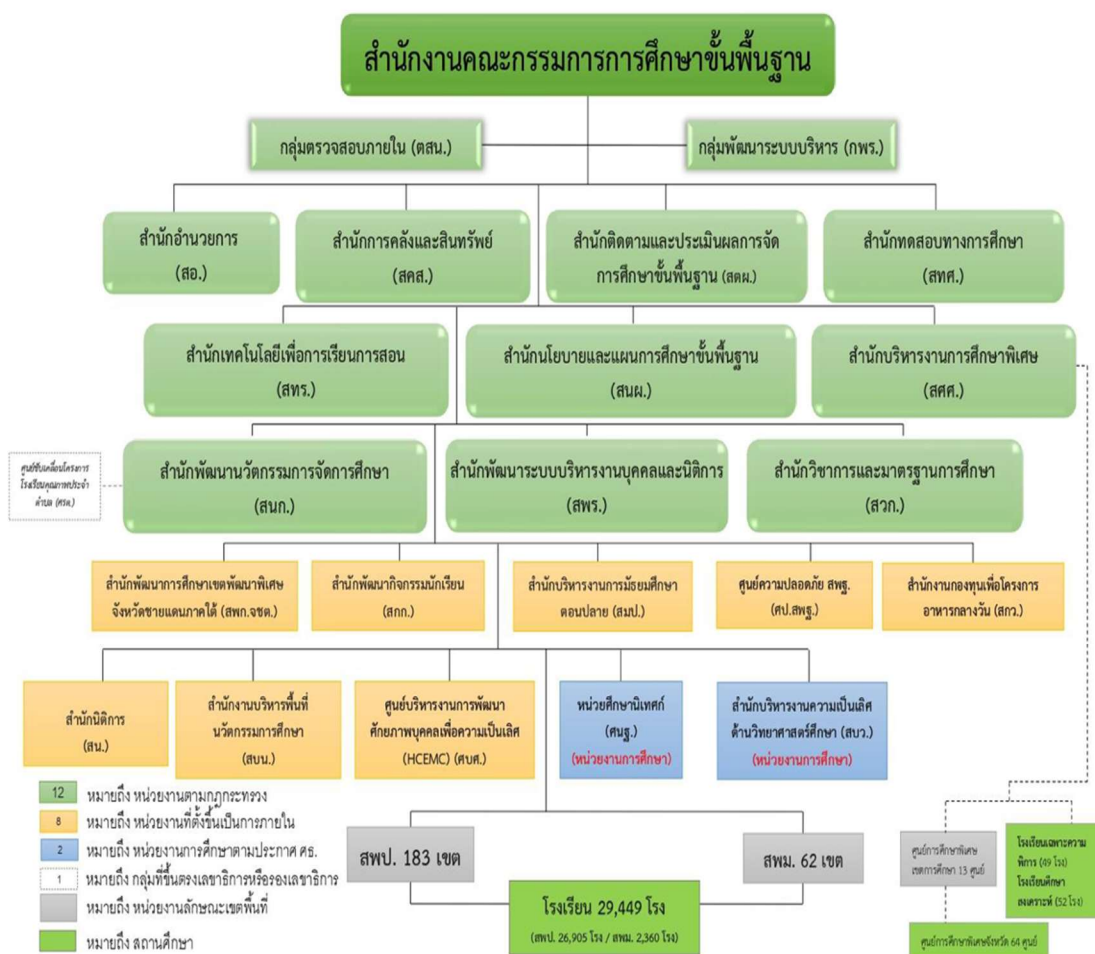 สำนักงานคณะกรรมการการศึกษาขั้นพื้นฐาน
กลุ่มตรวจสอบภายใน (ตสน.)
กลุ่มพัฒนาระบบบริหาร (กพร.)
สำนักอำนวยการ
(สอ.)
สำนักการคลังและสินทรัพย์
(สคส.)
สำนักติดตามและประเมินผลการจัด
การศึกษาขั้นพื้นฐาน (สตผ.)
สำนักทดสอบทางการศึกษา
(สทศ.)
สำนักเทคโนโลยีเพื่อการเรียนการสอน
(สทร.)
สำนักนโยบายและแผนการศึกษาขั้นพื้นฐาน
(สนผ.)
สำนักบริหารงานการศึกษาพิเศษ
(สศศ.)
ศูนย์ขับเคลื่อนโครงการ
โรงเรียนคุณภาพประจำ
ตำบล (ศรต.)
สำนักพัฒนานวัตกรรมการจัดการศึกษา
(สนก.)
สำนักพัฒนาระบบบริหารงานบุคคลและนิติการ
(สพร.)
สำนักวิชาการและมาตรฐานการศึกษา
(สวก.)
สำนักพัฒนาการศึกษาเขตพัฒนาพิเศษ
จังหวัดชายแดนภาคใต้ (สพก.จชต.)
สำนักพัฒนากิจกรรมนักเรียน
(สกก.)
สำนักบริหารงานการมัธยมศึกษา
ตอนปลาย (สมป.)
ศูนย์ความปลอดภัย สพฐ.
(ศป.สพฐ.)
สำนักงานกองทุนเพื่อโครงการ
อาหารกลางวัน (สกว.)
สำนักนิติการ
(สน.)
สำนักงานบริหารพื้นที่
นวัตกรรมการศึกษา
(สบน.)
ศูนย์บริหารงานการพัฒนา
ศักยภาพบุคคลเพื่อความเป็นเลิศ
(HCEMC) (ศบศ.)
หน่วยศึกษานิเทศก์
(ศนฐ.)
(หน่วยงานการศึกษา)
สำนักบริหารงานความเป็นเลิศ
ด้านวิทยาศาสตร์ศึกษา (สบว.)
(หน่วยงานการศึกษา)
12 หมายถึง หน่วยงานตามกฎกระทรวง
8 หมายถึง หน่วยงานที่ตั้งขึ้นเป็นการภายใน
2 หมายถึง หน่วยงานการศึกษาตามประกาศ ศธ.
1 หมายถึง กลุ่มที่ขึ้นตรงเลขาธิการหรือรองเลขาธิการ
หมายถึง หน่วยงานลักษณะเขตพื้นที่
หมายถึง สถานศึกษา
สพป. 183 เขต
สพม. 62 เขต
โรงเรียน 29,449 โรง
(สพป. 26,905 โรง / สพม. 2,360 โรง)
ศูนย์การศึกษาพิเศษ
เขตการศึกษา 13 ศูนย์
โรงเรียนเฉพาะความ
พิการ (49 โรง)
โรงเรียนศึกษา
สงเคราะห์ (52 โรง)
ศูนย์การศึกษาพิเศษจังหวัด 64 ศูนย์